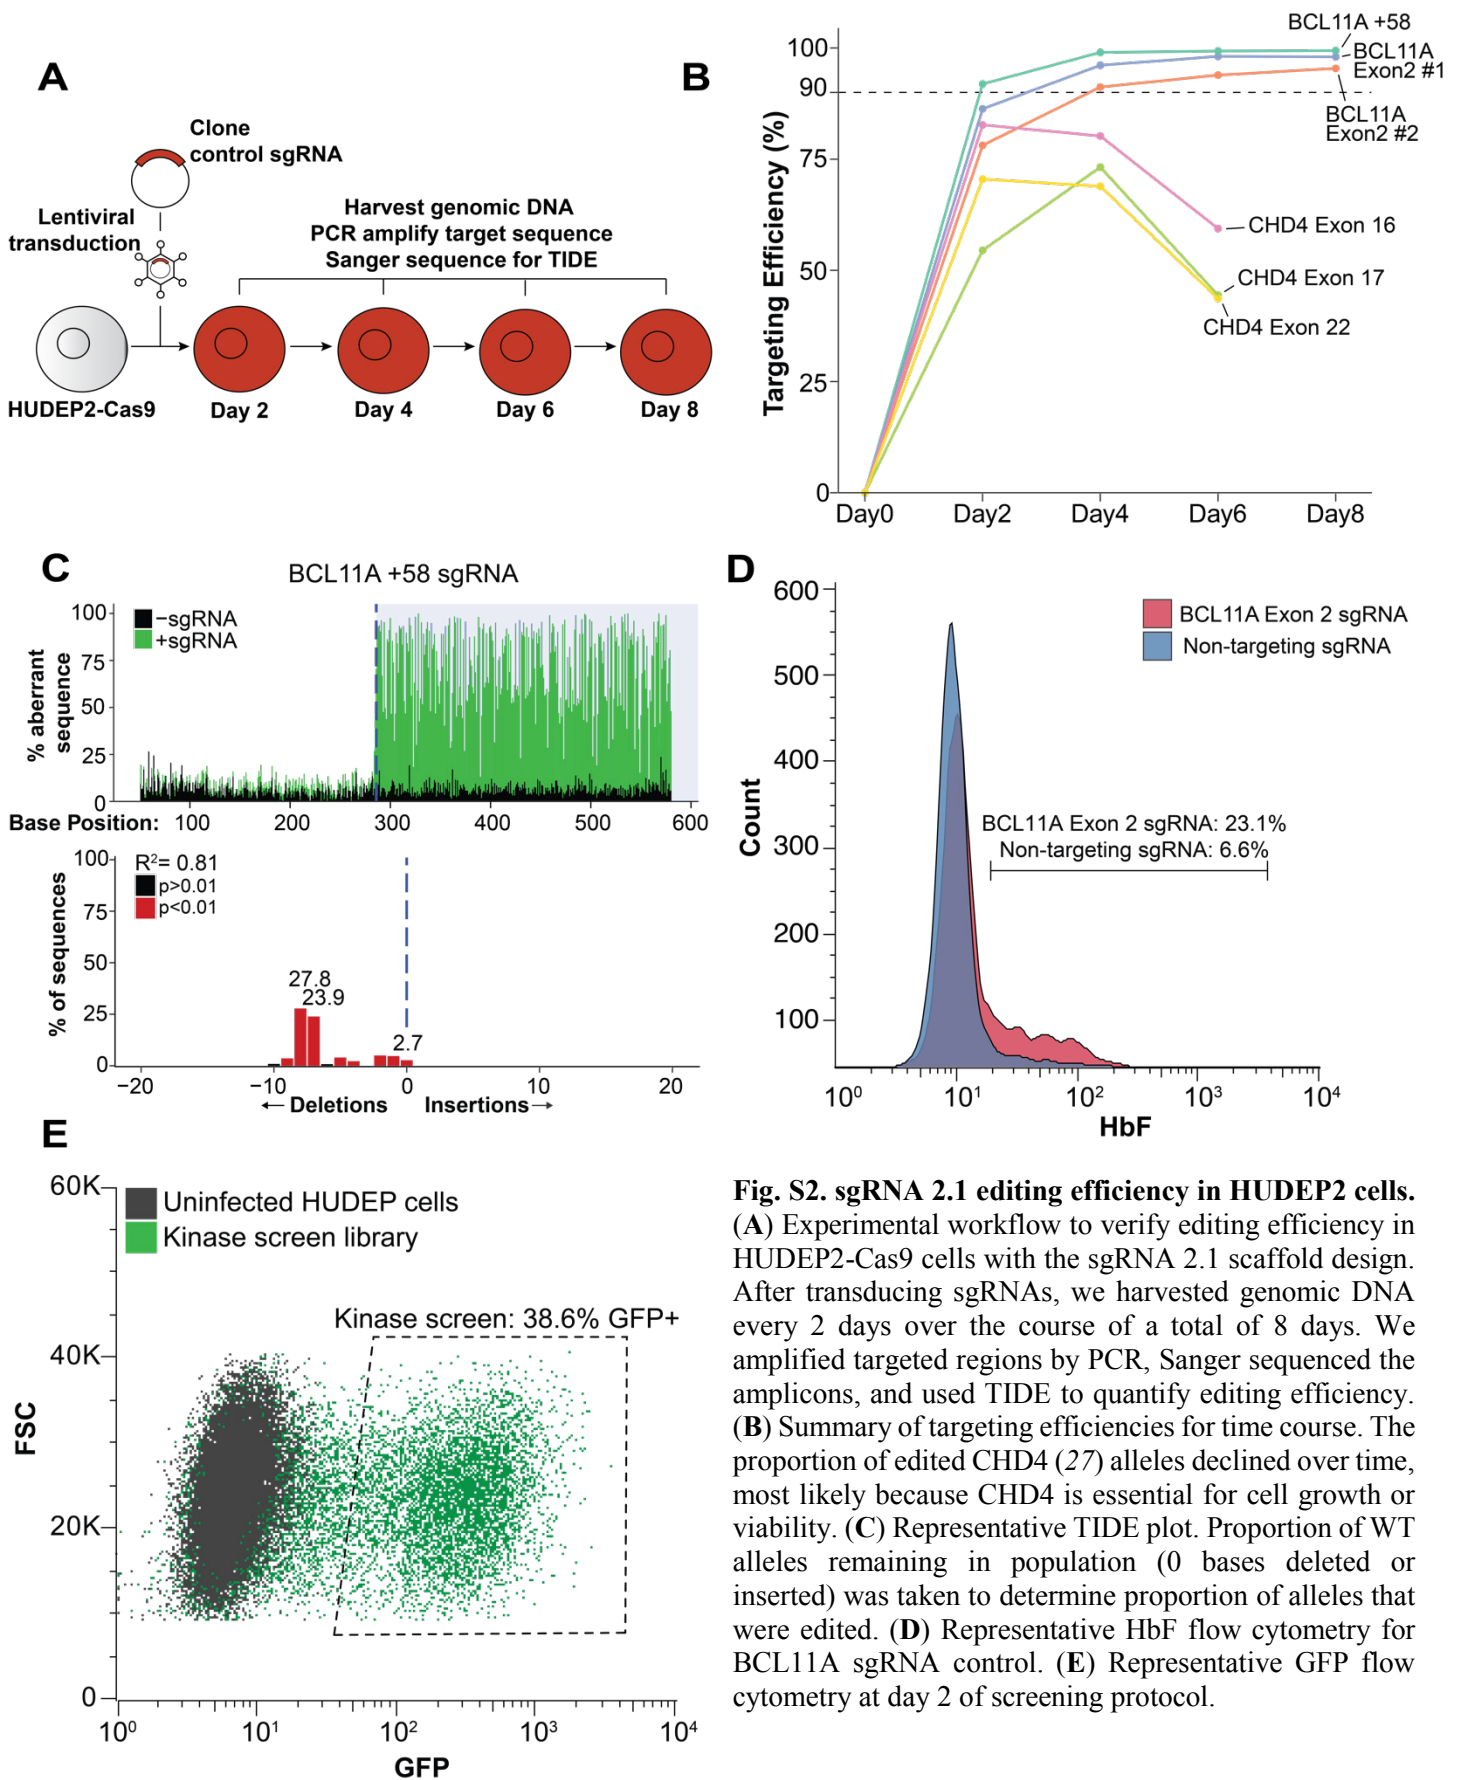 A
Clone
control sgRNA
Lentiviral
transduction
Harvest genomic DNA
PCR amplify target sequence
Sanger sequence for TIDE
HUDEP2-Cas9
Day 2
Day 4
Day 6
Day 8
B
Targeting Efficiency (%)
100
90
75
50
25
0
Day0
Day2
Day4
Day6
Day8
BCL11A +58
BCL11A
Exon2 #1
BCL11A
Exon2 #2
CHD4 Exon 16
CHD4 Exon 17
CHD4 Exon 22
C
BCL11A +58 sgRNA
% aberrant
sequence
100
75
50
25
0
−sgRNA
+sgRNA
Base Position: 100 200 300 400 500 600
% of sequences
100
75
50
25
0
R²= 0.81
p>0.01
p<0.01
27.8
23.9
2.7
−20 −10 0 10 20
← Deletions Insertions →
D
Count
600
500
400
300
200
100
BCL11A Exon 2 sgRNA
Non-targeting sgRNA
BCL11A Exon 2 sgRNA: 23.1%
Non-targeting sgRNA: 6.6%
10⁰ 10¹ 10² 10³ 10⁴
HbF
E
FSC
60K
40K
20K
0
Uninfected HUDEP cells
Kinase screen library
Kinase screen: 38.6% GFP+
10⁰ 10¹ 10² 10³ 10⁴
GFP
Fig. S2. sgRNA 2.1 editing efficiency in HUDEP2 cells.
(A) Experimental workflow to verify editing efficiency in
HUDEP2-Cas9 cells with the sgRNA 2.1 scaffold design.
After transducing sgRNAs, we harvested genomic DNA
every 2 days over the course of a total of 8 days. We
amplified targeted regions by PCR, Sanger sequenced the
amplicons, and used TIDE to quantify editing efficiency.
(B) Summary of targeting efficiencies for time course. The
proportion of edited CHD4 (27) alleles declined over time,
most likely because CHD4 is essential for cell growth or
viability. (C) Representative TIDE plot. Proportion of WT
alleles remaining in population (0 bases deleted or
inserted) was taken to determine proportion of alleles that
were edited. (D) Representative HbF flow cytometry for
BCL11A sgRNA control. (E) Representative GFP flow
cytometry at day 2 of screening protocol.